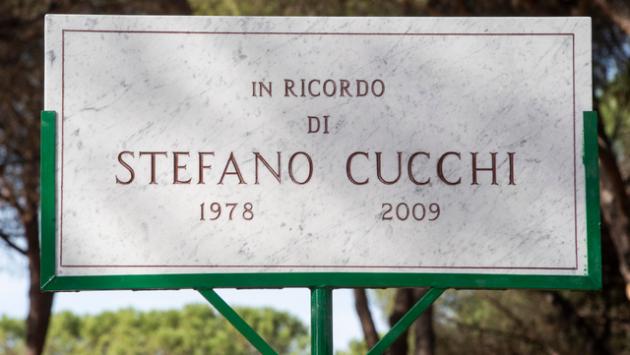 IN RICORDO
DI
STEFANO CUCCHI
1978 2009